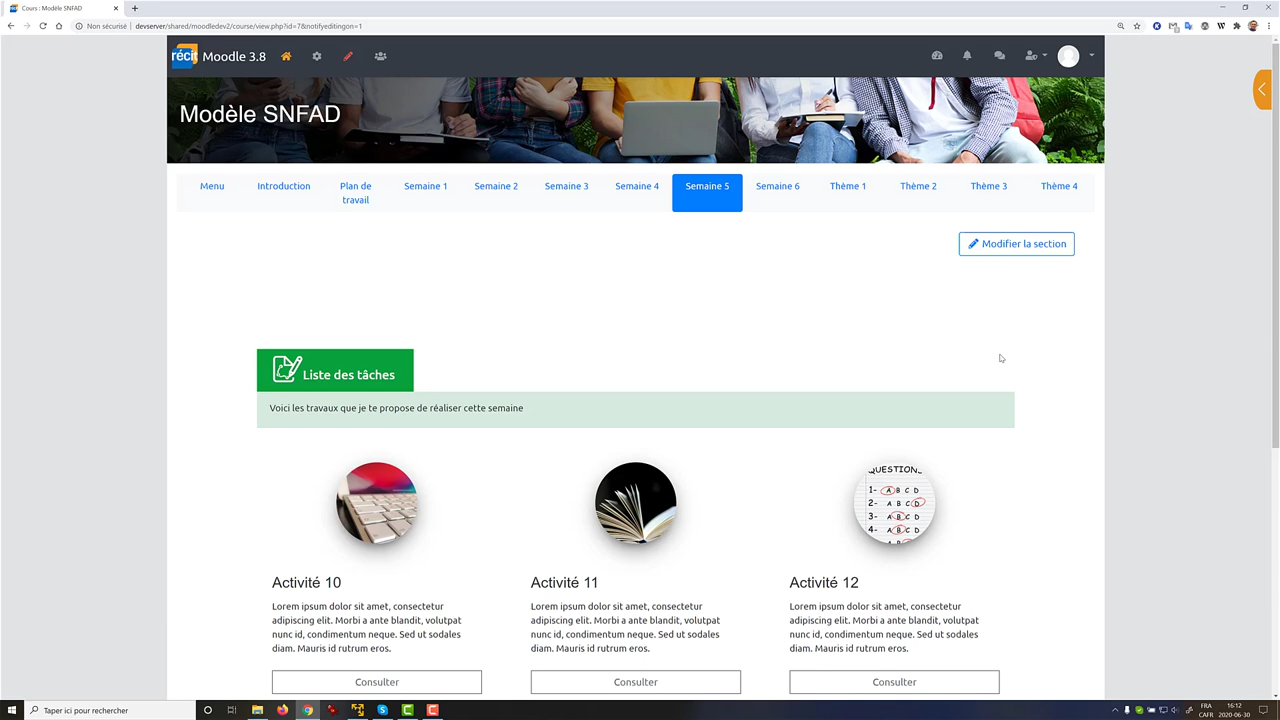 Cours : Modèle SNFAD
Non sécurisé
devserver/shared/moodledev2/course/view.php?id=7&notifyeditingon=1
récit
Moodle 3.8
Modèle SNFAD
Menu
Introduction
Plan de
travail
Semaine 1
Semaine 2
Semaine 3
Semaine 4
Semaine 5
Semaine 6
Thème 1
Thème 2
Thème 3
Thème 4
Modifier la section
Liste des tâches
Voici les travaux que je te propose de réaliser cette semaine
QUESTION
1- A B C D
2- A B C D
3- A B C D
4- A B C D
Activité 10
Lorem ipsum dolor sit amet, consectetur
adipiscing elit. Morbi a ante blandit, volutpat
nunc id, condimentum neque. Sed ut sodales
diam. Mauris id rutrum eros.
Consulter
Activité 11
Lorem ipsum dolor sit amet, consectetur
adipiscing elit. Morbi a ante blandit, volutpat
nunc id, condimentum neque. Sed ut sodales
diam. Mauris id rutrum eros.
Consulter
Activité 12
Lorem ipsum dolor sit amet, consectetur
adipiscing elit. Morbi a ante blandit, volutpat
nunc id, condimentum neque. Sed ut sodales
diam. Mauris id rutrum eros.
Consulter
Taper ici pour rechercher
FRA
CAFR
16:12
2020-06-30